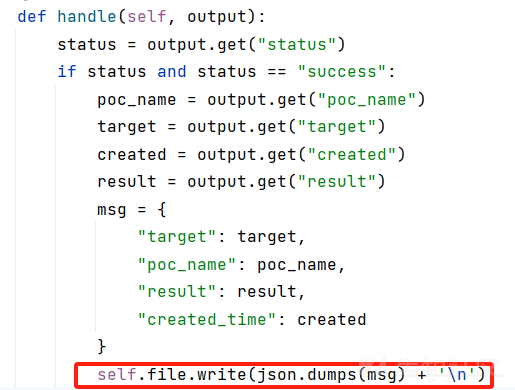 def handle(self, output):
    status = output.get("status")
    if status and status == "success":
        poc_name = output.get("poc_name")
        target = output.get("target")
        created = output.get("created")
        result = output.get("result")
        msg = {
            "target": target,
            "poc_name": poc_name,
            "result": result,
            "created_time": created
        }
        self.file.write(json.dumps(msg) + '\n')